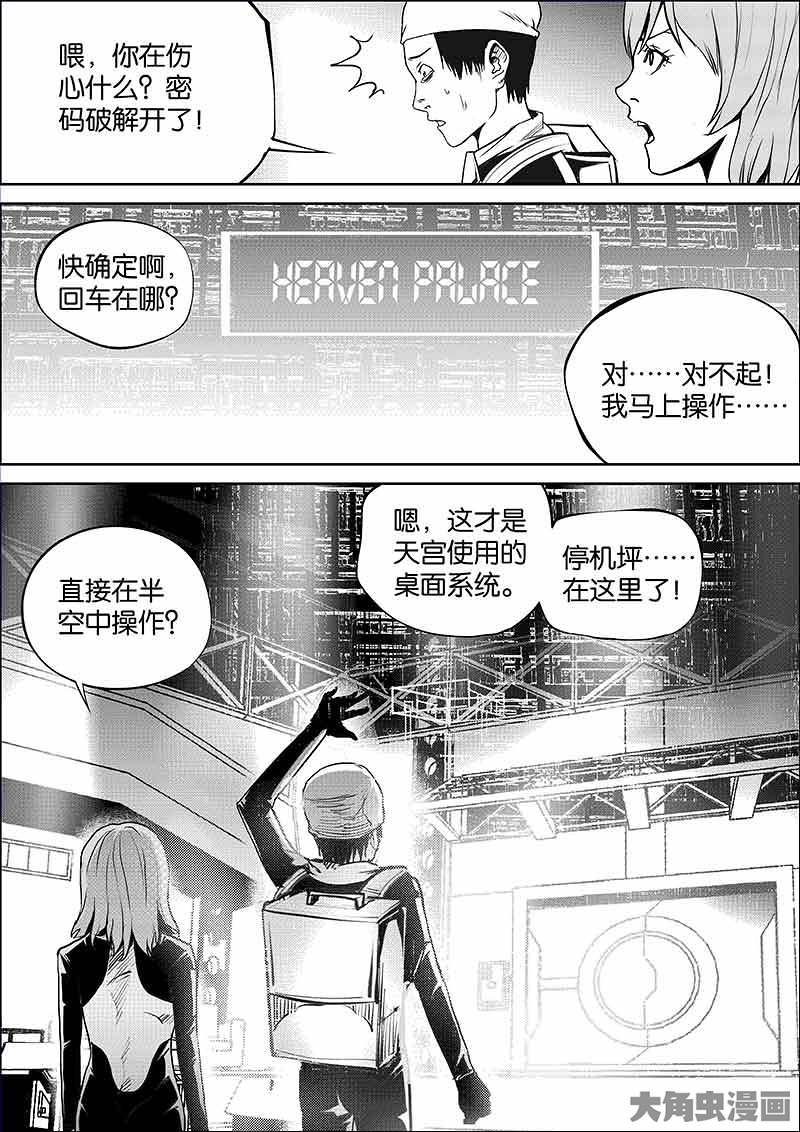 喂，你在伤
心什么？密
码破解开了！
快确定啊，
回车在哪？
HEAVEN PALACE
对……对不起！
我马上操作……
直接在半
空中操作？
嗯，这才是
天宫使用的
桌面系统。
停机坪……
在这里了！
大角虫漫画